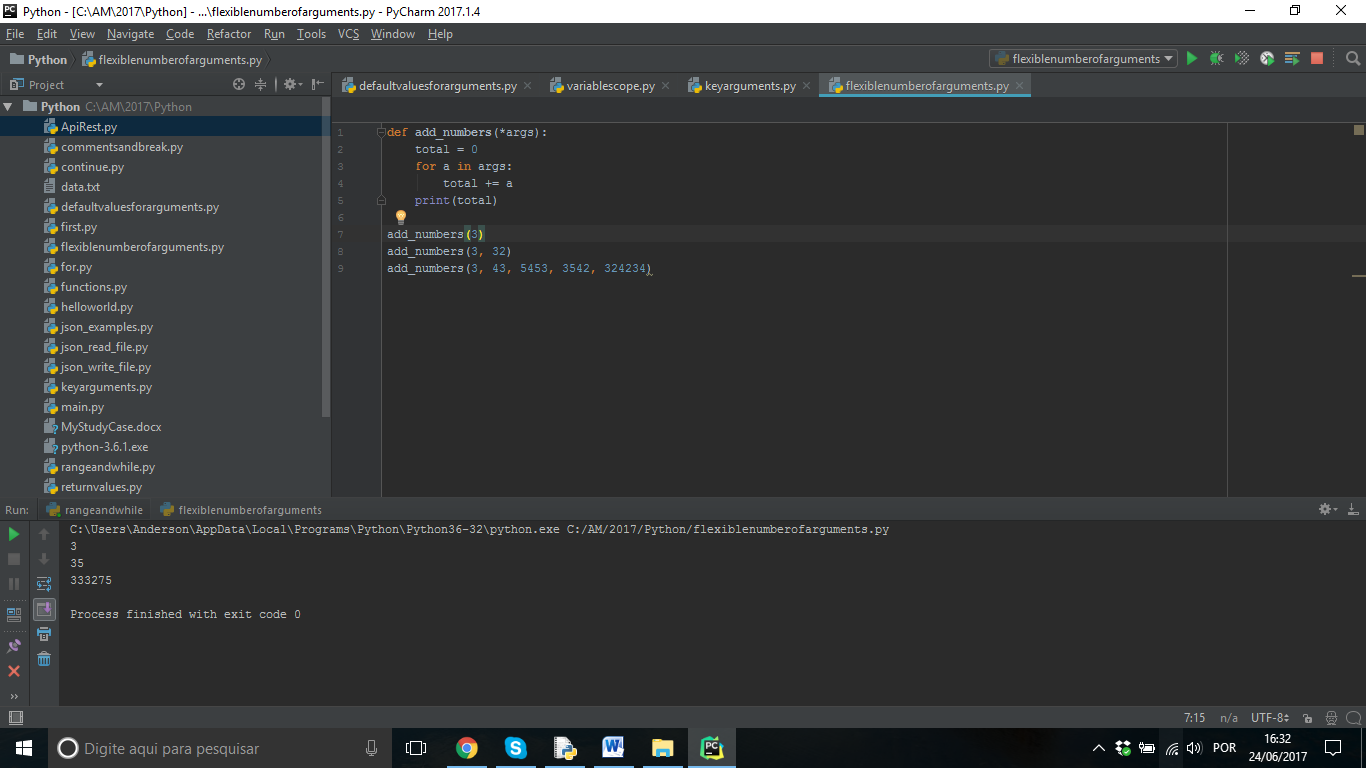 Python - [C:\AM\2017\Python] - ...\flexiblenumberofarguments.py - PyCharm 2017.1.4
File Edit View Navigate Code Refactor Run Tools VCS Window Help
Python flexiblenumberofarguments.py
flexiblenumberofarguments
Project
defaultvaluesforarguments.py
variablescope.py
keyarguments.py
flexiblenumberofarguments.py
Python C:\AM\2017\Python
ApiRest.py
commentsandbreak.py
continue.py
data.txt
defaultvaluesforarguments.py
first.py
flexiblenumberofarguments.py
for.py
functions.py
helloworld.py
json_examples.py
json_read_file.py
json_write_file.py
keyarguments.py
main.py
MyStudyCase.docx
python-3.6.1.exe
rangeandwhile.py
returnvalues.py
1 def add_numbers(*args):
2 total = 0
3 for a in args:
4 total += a
5 print(total)
6
7 add_numbers(3)
8 add_numbers(3, 32)
9 add_numbers(3, 43, 5453, 3542, 324234)
Run: rangeandwhile flexiblenumberofarguments
C:\Users\Anderson\AppData\Local\Programs\Python\Python36-32\python.exe C:/AM/2017/Python/flexiblenumberofarguments.py
3
35
333275
Process finished with exit code 0
7:15 n/a UTF-8
Digite aqui para pesquisar
POR
16:32
24/06/2017